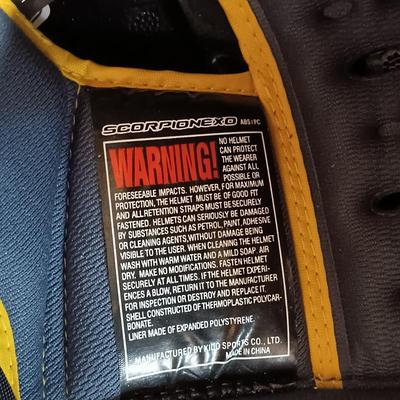 SCORPIONEXO ABS:PC
WARNING! NO HELMET
CAN PROTECT
THE WEARER
AGAINST ALL
POSSIBLE OR
FORESEEABLE IMPACTS. HOWEVER, FOR MAXIMUM
PROTECTION, THE HELMET MUST BE OF GOOD FIT
AND ALL RETENTION STRAPS MUST BE SECURELY
FASTENED. HELMETS CAN SERIOUSLY BE DAMAGED
BY SUBSTANCES SUCH AS PETROL, PAINT, ADHESIVE
OR CLEANING AGENTS, WITHOUT DAMAGE BEING
VISIBLE TO THE USER. WHEN CLEANING THE HELMET
WASH WITH WARM WATER AND A MILD SOAP AIR
DRY. MAKE NO MODIFICATIONS. FASTEN HELMET
SECURELY AT ALL TIMES. IF THE HELMET EXPERI-
ENCES A BLOW, RETURN IT TO THE MANUFACTURER
FOR INSPECTION OR DESTROY AND REPLACE IT.
SHELL CONSTRUCTED OF THERMOPLASTIC POLYCAR-
BONATE.
LINER MADE OF EXPANDED POLYSTYRENE.
MANUFACTURED BY KIDO SPORTS CO., LTD.
MADE IN CHINA